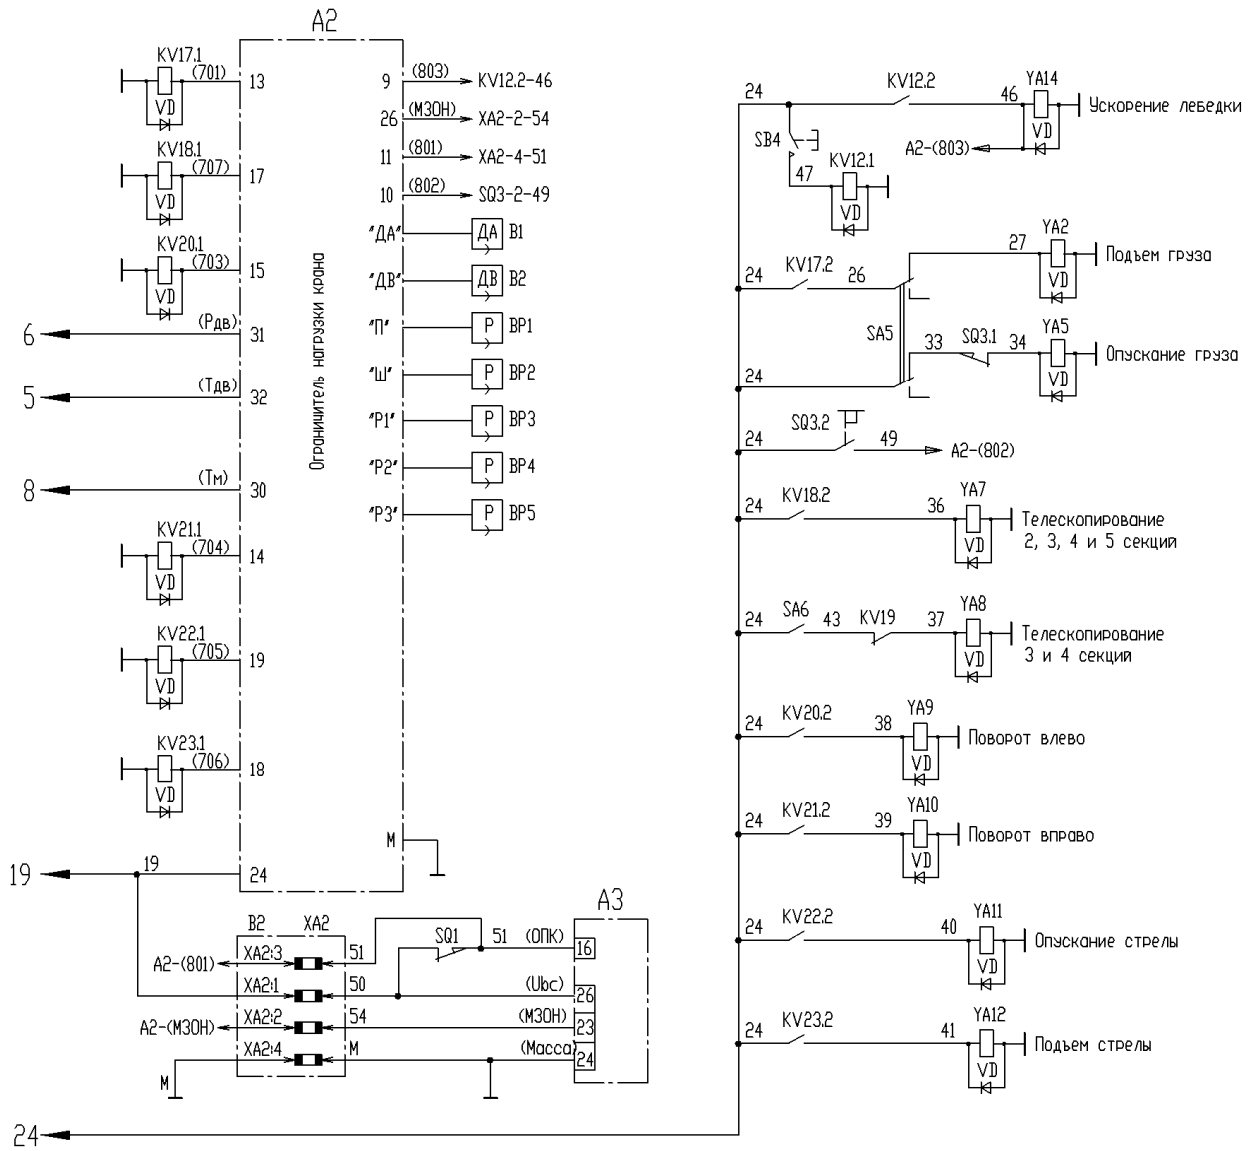 A2
KV17.1
(701)
13
VD
KV18.1
(707)
17
VD
KV20.1
(703)
15
VD
6
(Рдв)
31
5
(Тдв)
32
8
(Тм)
30
KV21.1
(704)
14
VD
KV22.1
(705)
19
VD
KV23.1
(706)
18
VD
19
19
24
Ограничитель нагрузки крана
9
(803)
KV12.2-46
26
(МЗОН)
XA2-2-54
11
(801)
XA2-4-51
10
(802)
SQ3-2-49
"ДА"
ДА
B1
"ДВ"
ДВ
B2
"П"
P
BP1
"Ш"
P
BP2
"Р1"
P
BP3
"Р2"
P
BP4
"Р3"
P
BP5
М
A3
B2
XA2
A2-(801)
XA2:3
51
SQ1
51
(ОПК)
16
XA2:1
50
(Ubc)
26
A2-(МЗОН)
XA2:2
54
(МЗОН)
23
XA2:4
М
(Масса)
24
М
24
24
KV12.2
46
YA14
VD
Ускорение лебедки
A2-(803)
SB4
47
KV12.1
VD
24
KV17.2
26
27
YA2
VD
Подъем груза
SA5
24
33
SQ3.1
34
YA5
VD
Опускание груза
24
SQ3.2
49
A2-(802)
24
KV18.2
36
YA7
VD
Телескопирование
2, 3, 4 и 5 секций
24
SA6
43
KV19
37
YA8
VD
Телескопирование
3 и 4 секций
24
KV20.2
38
YA9
VD
Поворот влево
24
KV21.2
39
YA10
VD
Поворот вправо
24
KV22.2
40
YA11
VD
Опускание стрелы
24
KV23.2
41
YA12
VD
Подъем стрелы